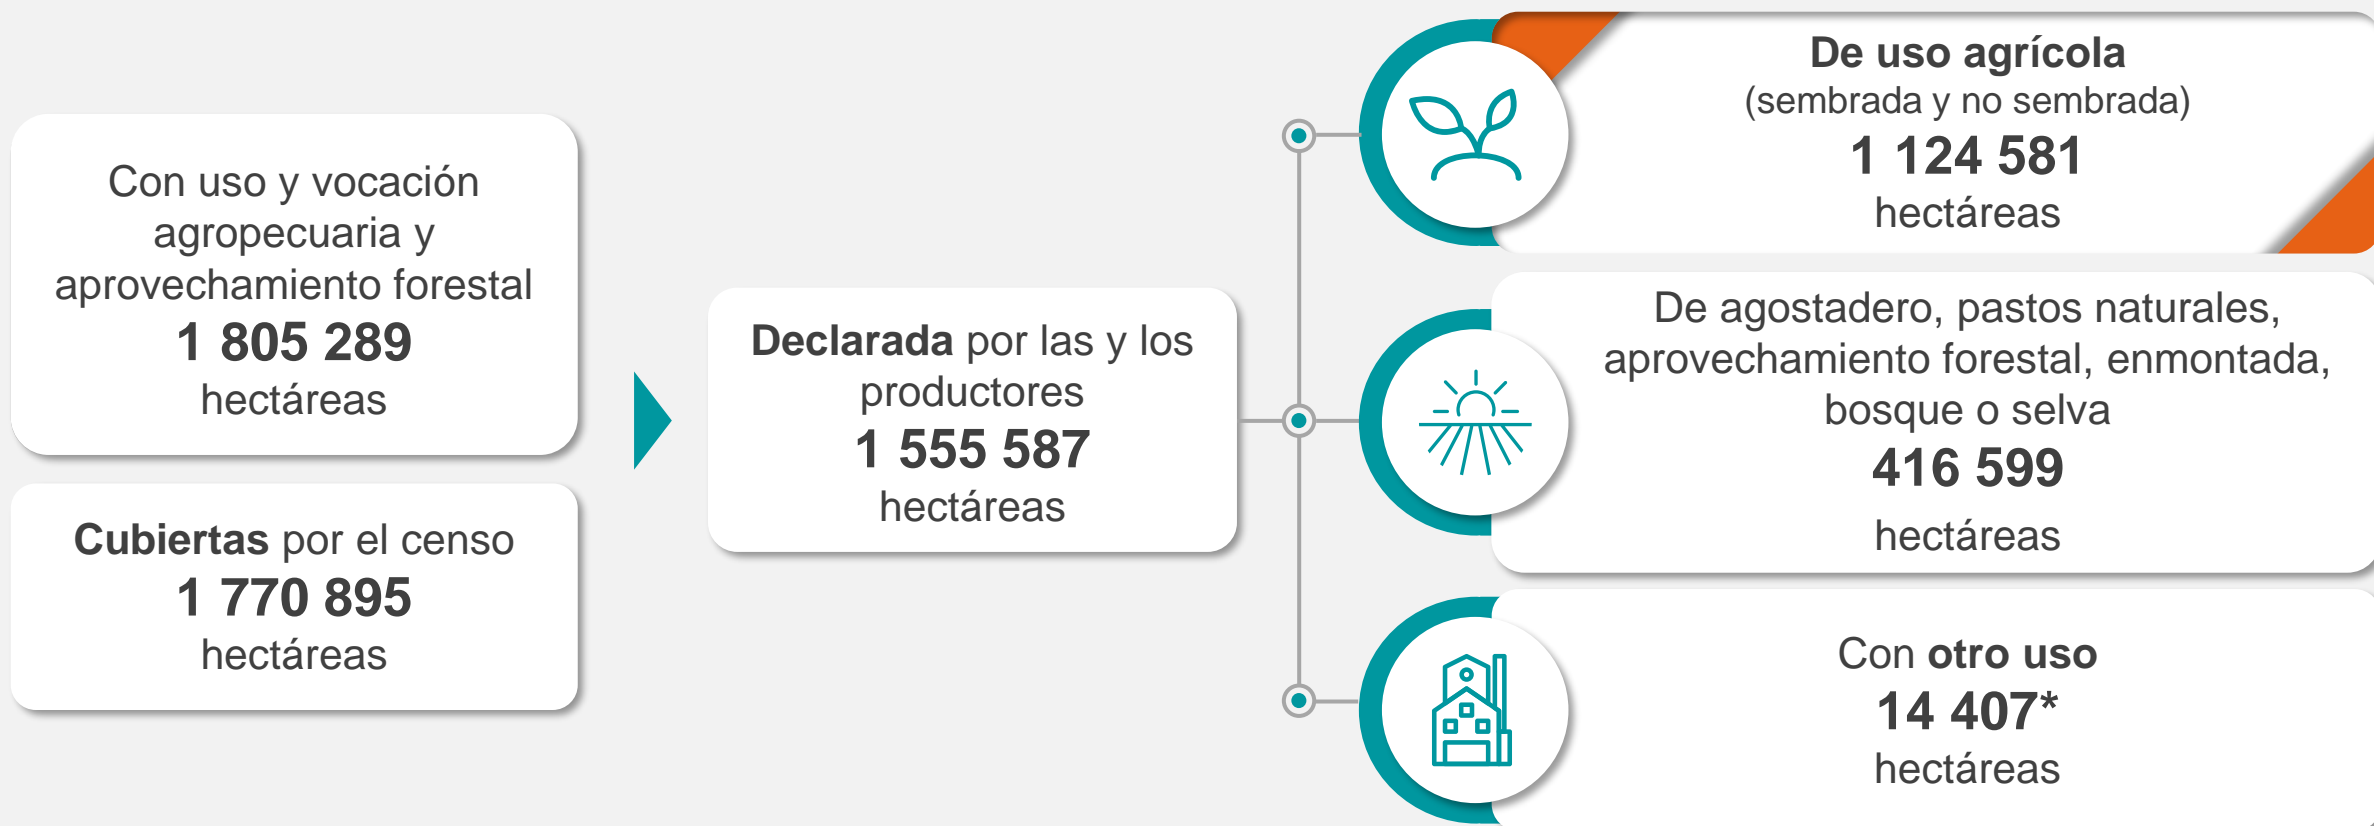 Con uso y vocación
agropecuaria y
aprovechamiento forestal
1 805 289
hectáreas
Cubiertas por el censo
1 770 895
hectáreas
Declarada por las y los
productores
1 555 587
hectáreas
De uso agrícola
(sembrada y no sembrada)
1 124 581
hectáreas
De agostadero, pastos naturales,
aprovechamiento forestal, enmontada,
bosque o selva
416 599
hectáreas
Con otro uso
14 407*
hectáreas